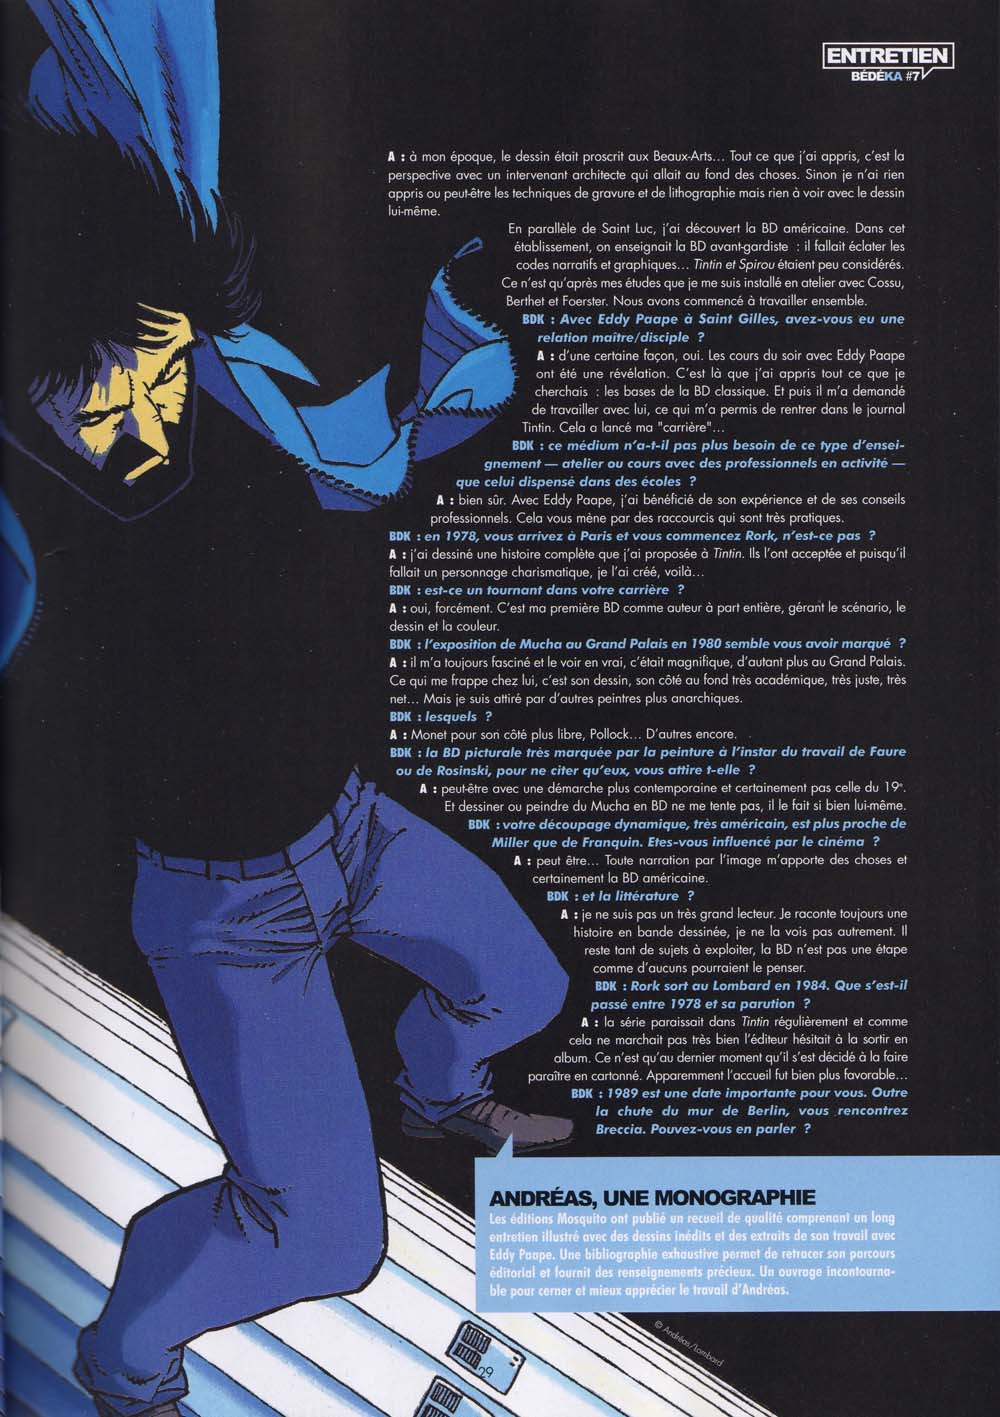 ENTRETIEN
BÉDÉKA #7
A : à mon époque, le dessin était proscrit aux Beaux-Arts... Tout ce que j'ai appris, c'est la
perspective avec un intervenant architecte qui allait au fond des choses. Sinon je n'ai rien
appris ou peut-être les techniques de gravure et de lithographie mais rien à voir avec le dessin
lui-même.
En parallèle de Saint Luc, j'ai découvert la BD américaine. Dans cet
établissement, on enseignait la BD avant-gardiste : il fallait éclater les
codes narratifs et graphiques... Tintin et Spirou étaient peu considérés.
Ce n'est qu'après mes études que je me suis installé en atelier avec Cossu,
Berthet et Foerster. Nous avons commencé à travailler ensemble.
BDK : Avec Eddy Paape à Saint Gilles, avez-vous eu une
relation maître/disciple ?
A : d'une certaine façon, oui. Les cours du soir avec Eddy Paape
ont été une révélation. C'est là que j'ai appris tout ce que je
cherchais : les bases de la BD classique. Et puis il m'a demandé
de travailler avec lui, ce qui m'a permis de rentrer dans le journal
Tintin. Cela a lancé ma "carrière"...
BDK : ce médium n'a-t-il pas plus besoin de ce type d'ensei-
gnement — atelier ou cours avec des professionnels en activité —
que celui dispensé dans des écoles ?
A : bien sûr. Avec Eddy Paape, j'ai bénéficié de son expérience et de ses conseils
professionnels. Cela vous mène par des raccourcis qui sont très pratiques.
BDK : en 1978, vous arrivez à Paris et vous commencez Rork, n'est-ce pas ?
A : j'ai dessiné une histoire complète que j'ai proposée à Tintin. Ils l'ont acceptée et puisqu'il
fallait un personnage charismatique, je l'ai créé, voilà...
BDK : est-ce un tournant dans votre carrière ?
A : oui, forcément. C'est ma première BD comme auteur à part entière, gérant le scénario, le
dessin et la couleur.
BDK : l'exposition de Mucha au Grand Palais en 1980 semble vous avoir marqué ?
A : il m'a toujours fasciné et le voir en vrai, c'était magnifique, d'autant plus au Grand Palais.
Ce qui me frappe chez lui, c'est son dessin, son côté au fond très académique, très juste, très
net... Mais je suis attiré par d'autres peintres plus anarchiques.
BDK : lesquels ?
A : Monet pour son côté plus libre, Pollock... D'autres encore.
BDK : la BD picturale très marquée par la peinture à l'instar du travail de Faure
ou de Rosinski, pour ne citer qu'eux, vous attire t-elle ?
A : peut-être avec une démarche plus contemporaine et certainement pas celle du 19e.
Et dessiner ou peindre du Mucha en BD ne me tente pas, il le fait si bien lui-même.
BDK : votre découpage dynamique, très américain, est plus proche de
Miller que de Franquin. Etes-vous influencé par le cinéma ?
A : peut être... Toute narration par l'image m'apporte des choses et
certainement la BD américaine.
BDK : et la littérature ?
A : je ne suis pas un très grand lecteur. Je raconte toujours une
histoire en bande dessinée, je ne la vois pas autrement. Il
reste tant de sujets à exploiter, la BD n'est pas une étape
comme d'aucuns pourraient le penser.
BDK : Rork sort au Lombard en 1984. Que s'est-il
passé entre 1978 et sa parution ?
A : la série paraissait dans Tintin régulièrement et comme
cela ne marchait pas très bien l'éditeur hésitait à la sortir en
album. Ce n'est qu'au dernier moment qu'il s'est décidé à la faire
paraître en cartonné. Apparemment l'accueil fut bien plus favorable...
BDK : 1989 est une date importante pour vous. Outre
la chute du mur de Berlin, vous rencontrez
Breccia. Pouvez-vous en parler ?
ANDRÉAS, UNE MONOGRAPHIE
Les éditions Mosquito ont publié un recueil de qualité comprenant un long
entretien illustré avec des dessins inédits et des extraits de son travail avec
Eddy Paape. Une bibliographie exhaustive permet de retracer son parcours
éditorial et fournit des renseignements précieux. Un ouvrage incontourna-
ble pour cerner et mieux apprécier le travail d'Andréas.
© Andréas/Lombard
29